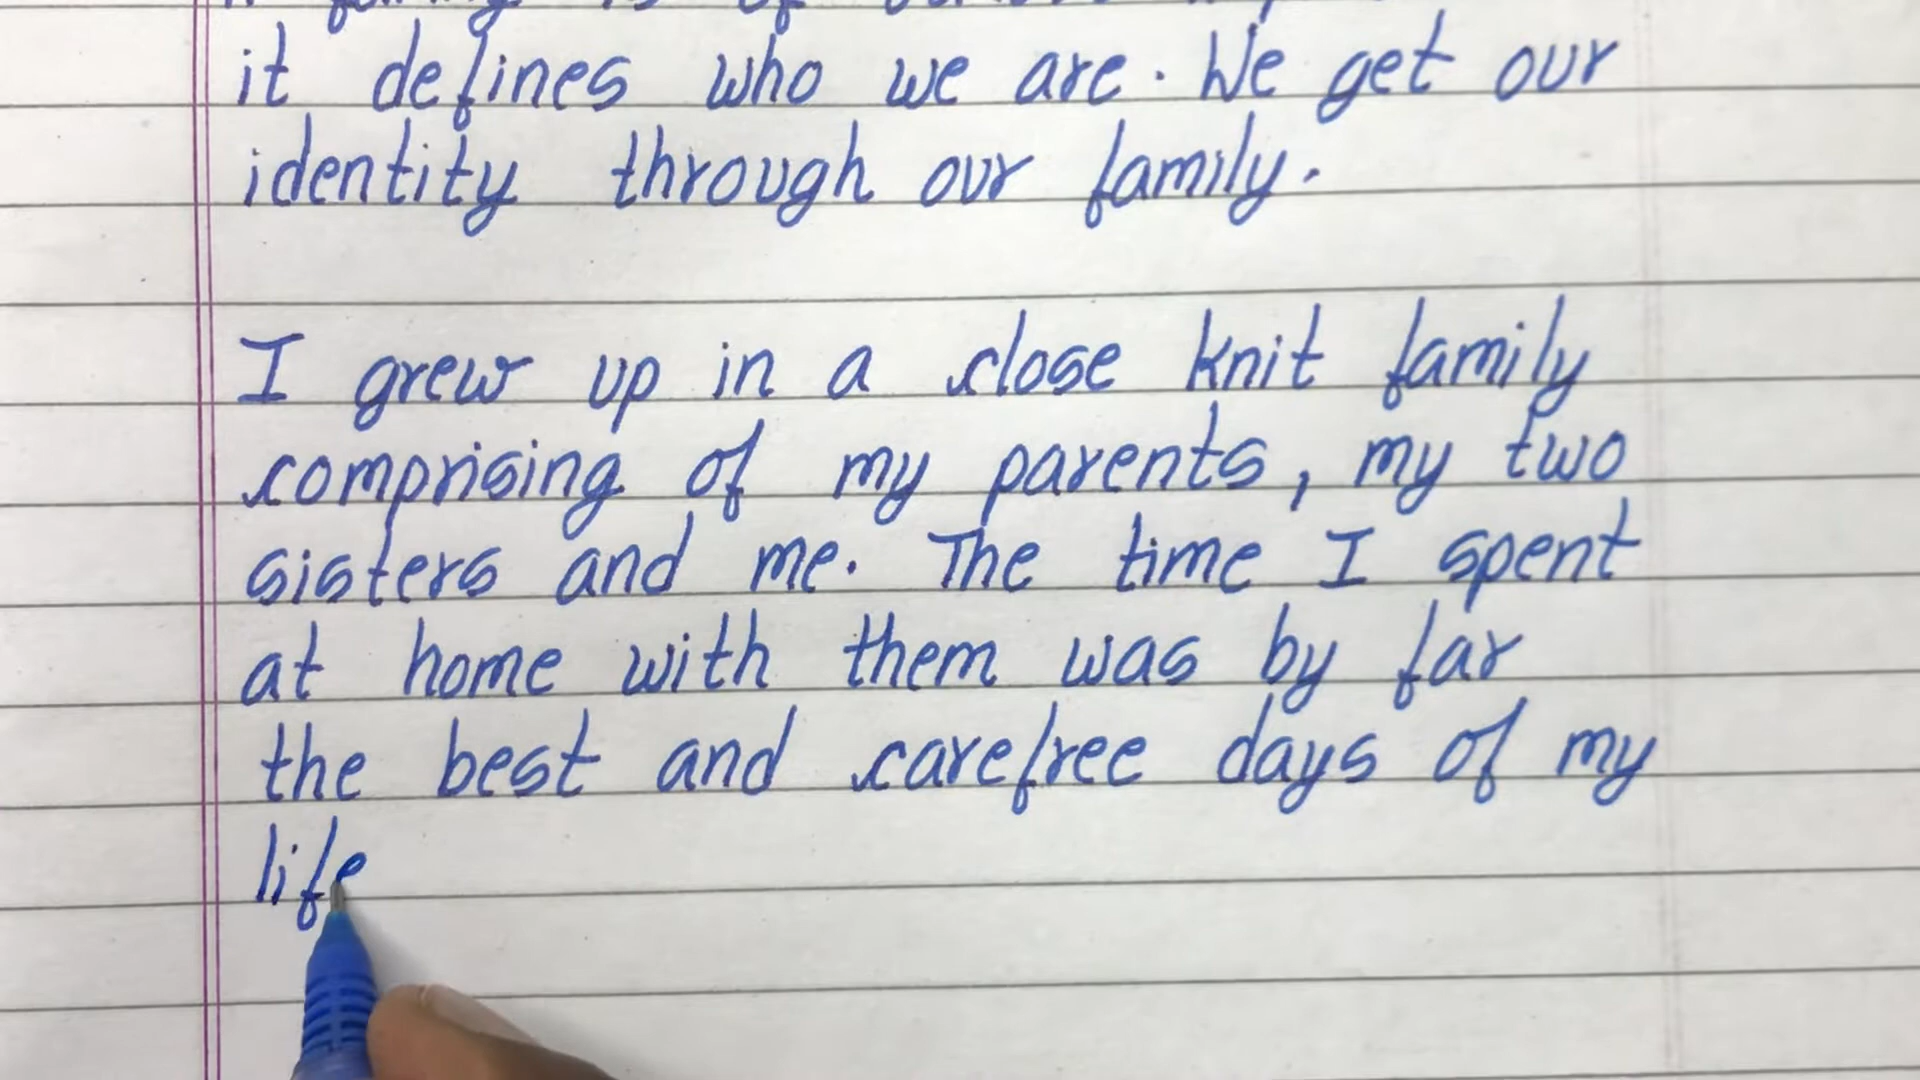 it defines who we are. We get our
identity through our family.
I grew up in a close knit family
comprising of my parents, my two
sisters and me. The time I spent
at home with them was by far
the best and carefree days of my
life